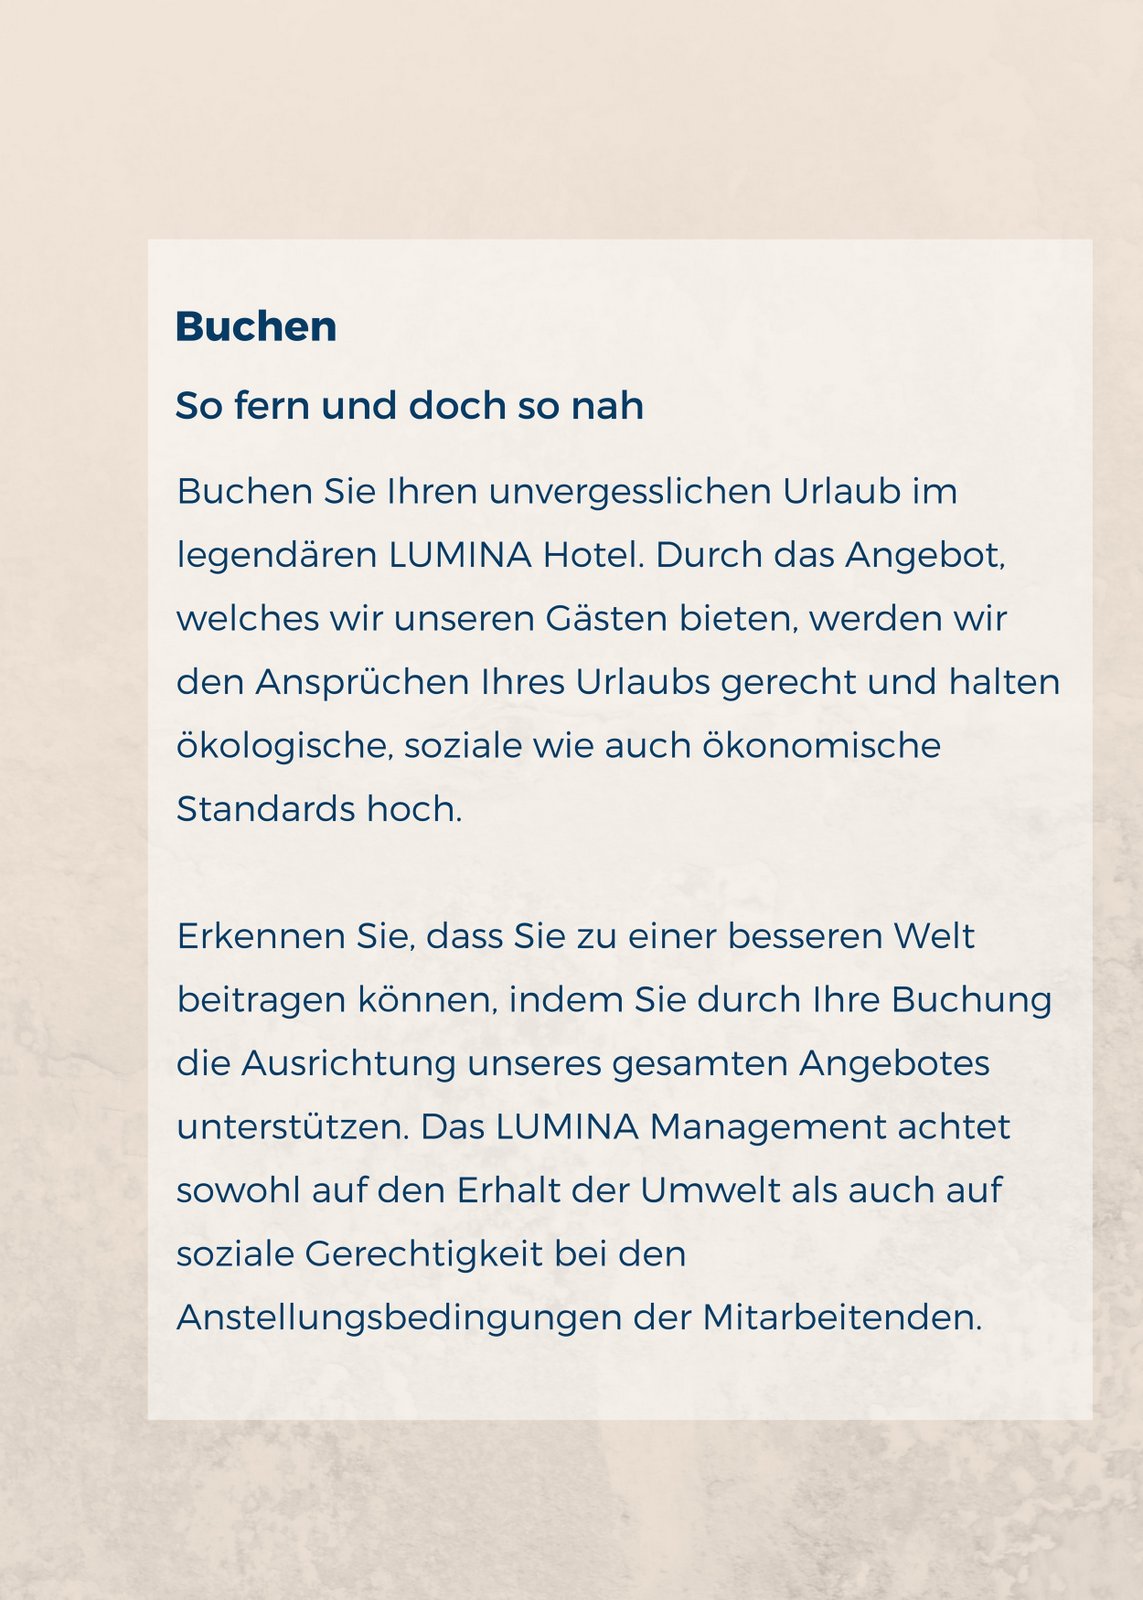 Buchen
So fern und doch so nah
Buchen Sie Ihren unvergesslichen Urlaub im
legendären LUMINA Hotel. Durch das Angebot,
welches wir unseren Gästen bieten, werden wir
den Ansprüchen Ihres Urlaubs gerecht und halten
ökologische, soziale wie auch ökonomische
Standards hoch.
Erkennen Sie, dass Sie zu einer besseren Welt
beitragen können, indem Sie durch Ihre Buchung
die Ausrichtung unseres gesamten Angebotes
unterstützen. Das LUMINA Management achtet
sowohl auf den Erhalt der Umwelt als auch auf
soziale Gerechtigkeit bei den
Anstellungsbedingungen der Mitarbeitenden.